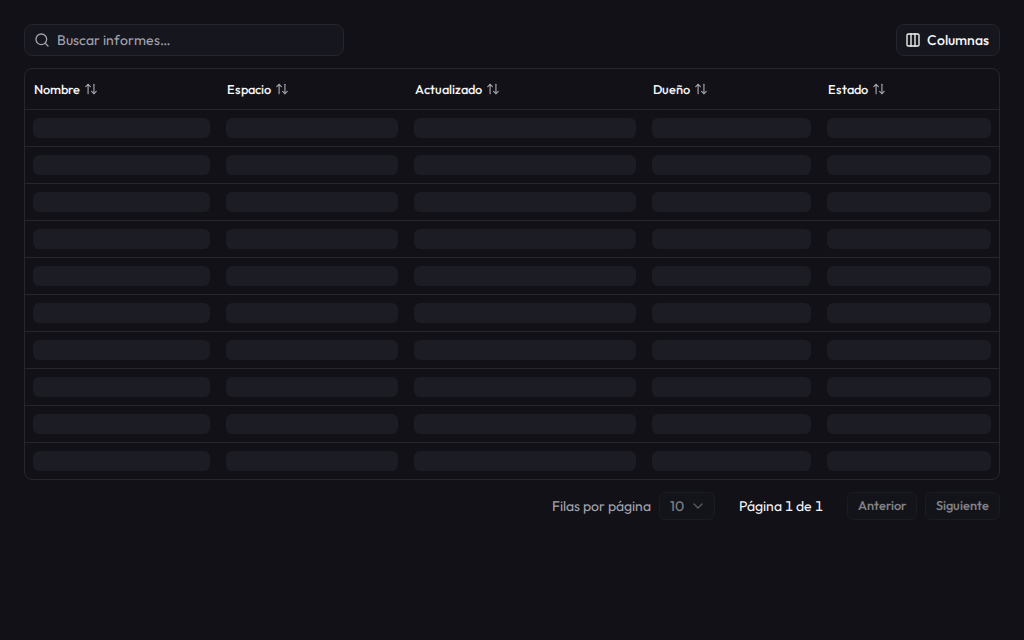 Buscar informes…
Columnas
Nombre Espacio Actualizado Dueño Estado
Filas por página 10 Página 1 de 1 Anterior Siguiente